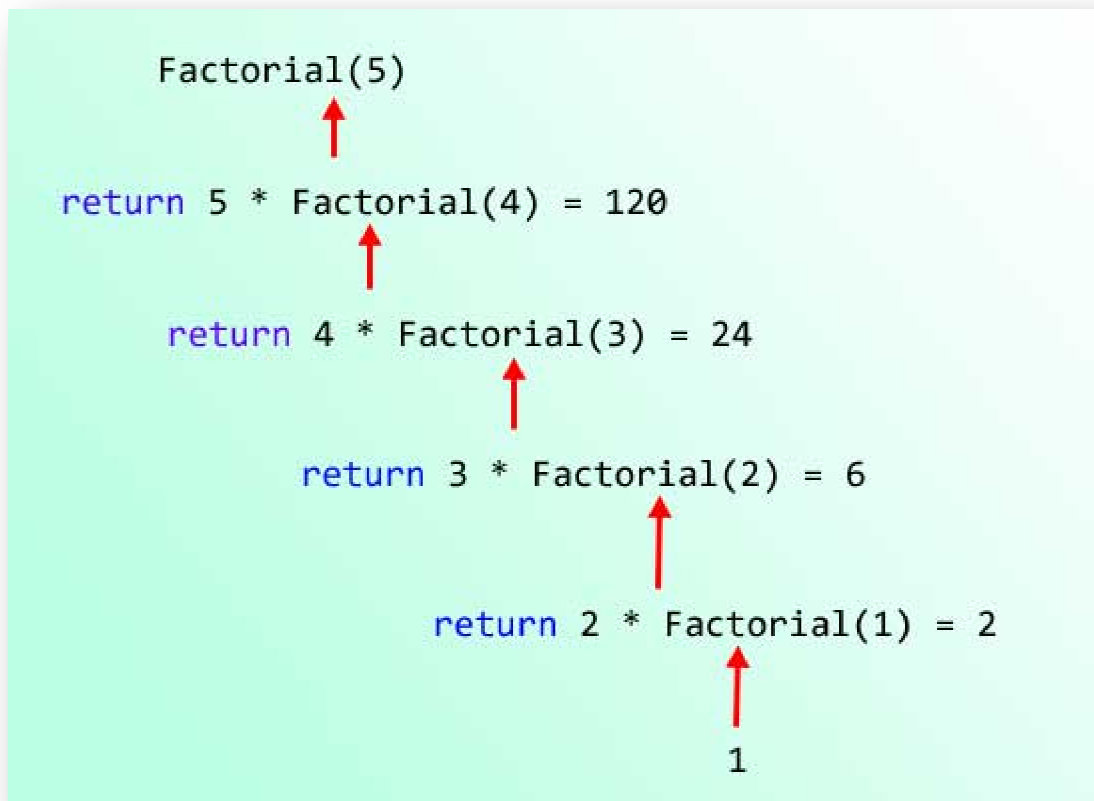 Factorial(5)
return 5 * Factorial(4) = 120
return 4 * Factorial(3) = 24
return 3 * Factorial(2) = 6
return 2 * Factorial(1) = 2
1